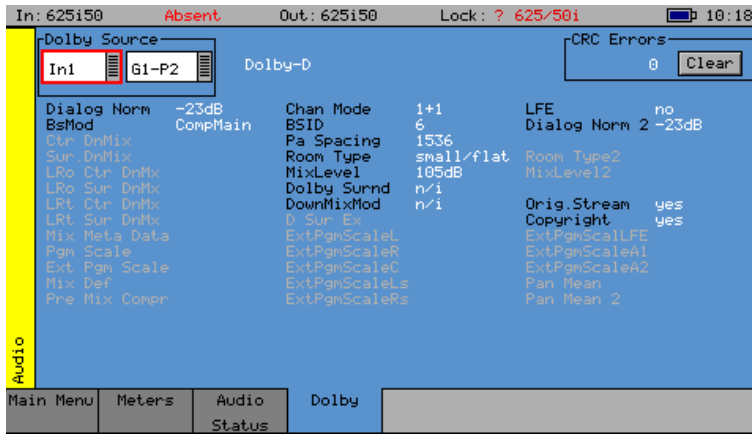 In: 625i50 Absent Out: 625i50 Lock: ? 625/50i 10:18
Dolby Source CRC Errors
In1 G1-P2 Dolby-D 0 Clear
Dialog Norm -23dB Chan Mode 1+1 LFE no
BsMod CompMain BSID 6 Dialog Norm 2 -23dB
Ctr DnMix Pa Spacing 1536
Sur.DnMix Room Type small/flat Room Type2
LRo Ctr DnMx MixLevel 105dB MixLevel2
LRo Sur DnMx Dolby Surnd n/i
LRt Ctr DnMx DownMixMod n/i Orig.Stream yes
LRt Sur DnMx D Sur Ex Copyright yes
Mix Meta Data ExtPgmScaleL ExtPgmScalLFE
Pgm Scale ExtPgmScaleR ExtPgmScaleA1
Ext Pgm Scale ExtPgmScaleC ExtPgmScaleA2
Mix Def ExtPgmScaleLs Pan Mean
Pre Mix Compr ExtPgmScaleRs Pan Mean 2
Audio
Main Menu Meters Audio Status Dolby